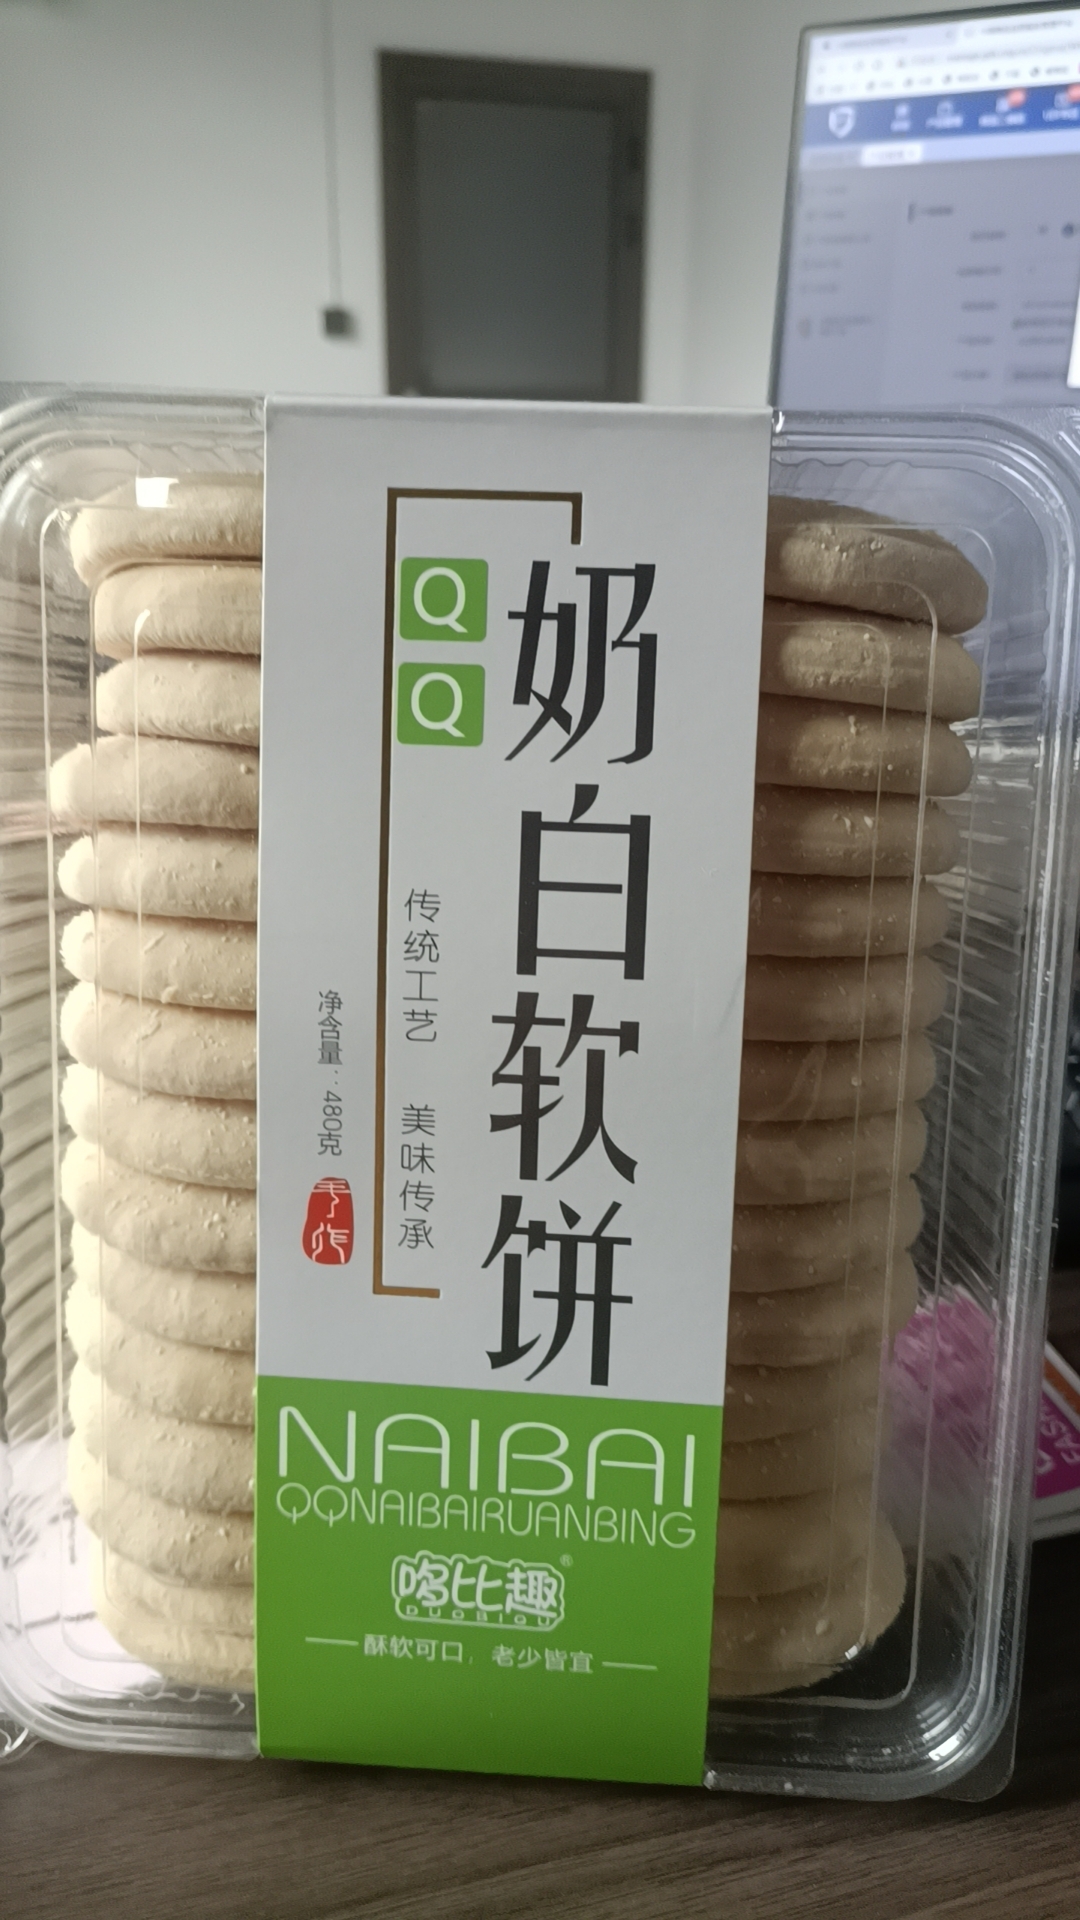 QQ
奶白软饼
传统工艺 美味传承
净含量：480克
手作
NAIBAI
QQNAIBAIRUANBING
哆比趣®
DUOBIQU
酥软可口，老少皆宜